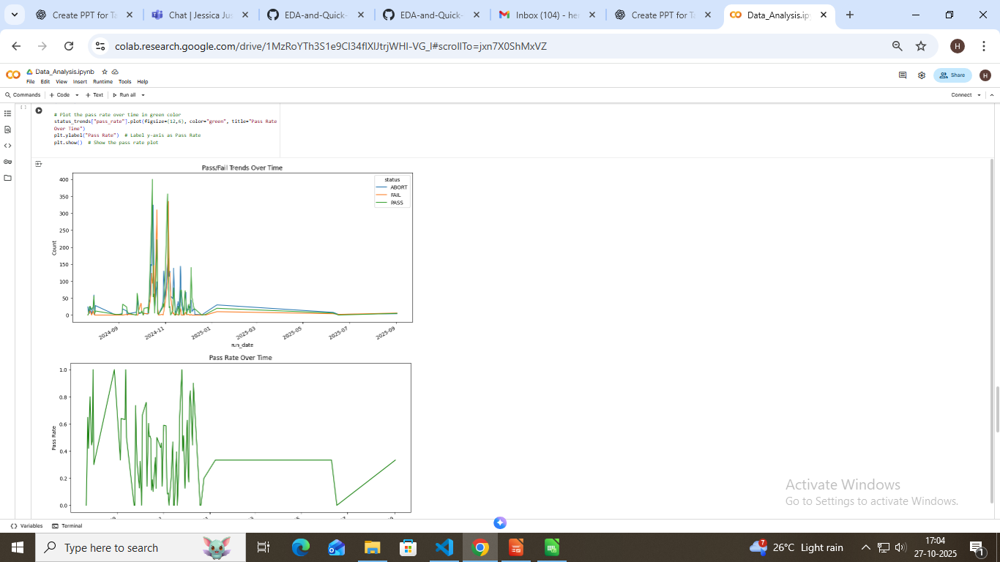 Create PPT for Ta
Chat | Jessica Jus
EDA-and-Quick-
EDA-and-Quick-
Inbox (104) - he
Create PPT for Ta
Data_Analysis.ip
colab.research.google.com/drive/1MzRoYTh3S1e9Cl34flXlJtrjWHI-VG_l#scrollTo=jxn7X0ShMxVZ
H
Data_Analysis.ipynb
File Edit View Insert Runtime Tools Help
Share
H
Commands + Code + Text Run all
Connect
[ ]
# Plot the pass rate over time in green color
status_trends["pass_rate"].plot(figsize=(12,6), color="green", title="Pass Rate
Over Time")
plt.ylabel("Pass Rate")  # Label y-axis as Pass Rate
plt.show()  # Show the pass rate plot
Pass/Fail Trends Over Time
status
ABORT
FAIL
PASS
400
350
300
250
200
150
100
50
0
Count
2024-09
2024-11
2025-01
2025-03
2025-05
2025-07
2025-09
run_date
Pass Rate Over Time
1.0
0.8
0.6
0.4
0.2
0.0
Pass Rate
Activate Windows
Go to Settings to activate Windows.
Variables Terminal
Type here to search
7
26°C Light rain
17:04
27-10-2025
1